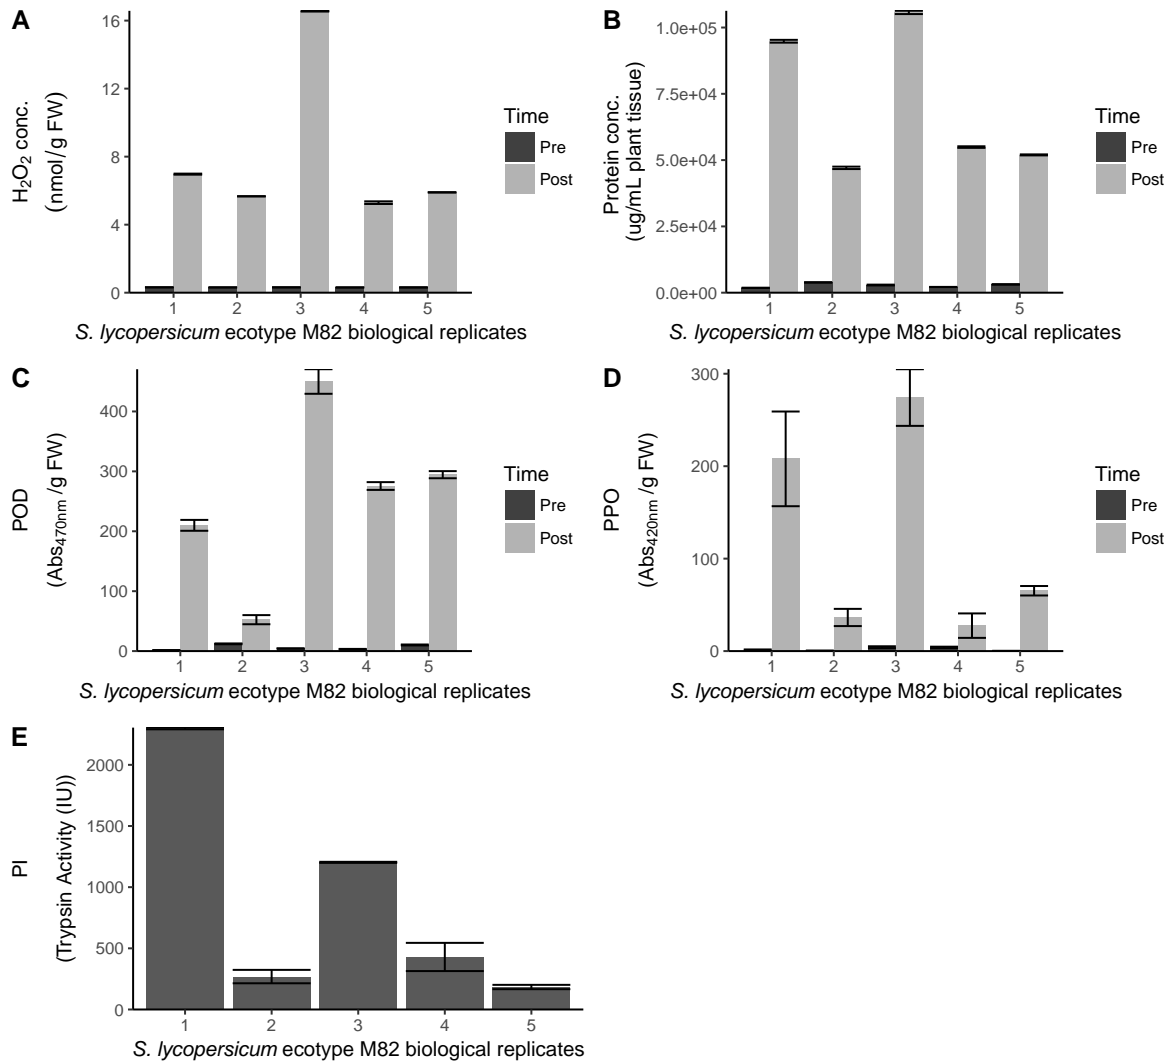 A
H₂O₂ conc.
(nmol/g FW)
16
12
8
4
0
1 2 3 4 5
S. lycopersicum ecotype M82 biological replicates
Time
Pre
Post
B
Protein conc.
(ug/mL plant tissue)
1.0e+05
7.5e+04
5.0e+04
2.5e+04
0.0e+00
1 2 3 4 5
S. lycopersicum ecotype M82 biological replicates
Time
Pre
Post
C
POD
(Abs₄₇₀ₙₘ/g FW)
400
300
200
100
0
1 2 3 4 5
S. lycopersicum ecotype M82 biological replicates
Time
Pre
Post
D
PPO
(Abs₄₂₀ₙₘ/g FW)
300
200
100
0
1 2 3 4 5
S. lycopersicum ecotype M82 biological replicates
Time
Pre
Post
E
PI
(Trypsin Activity (IU))
2000
1500
1000
500
0
1 2 3 4 5
S. lycopersicum ecotype M82 biological replicates